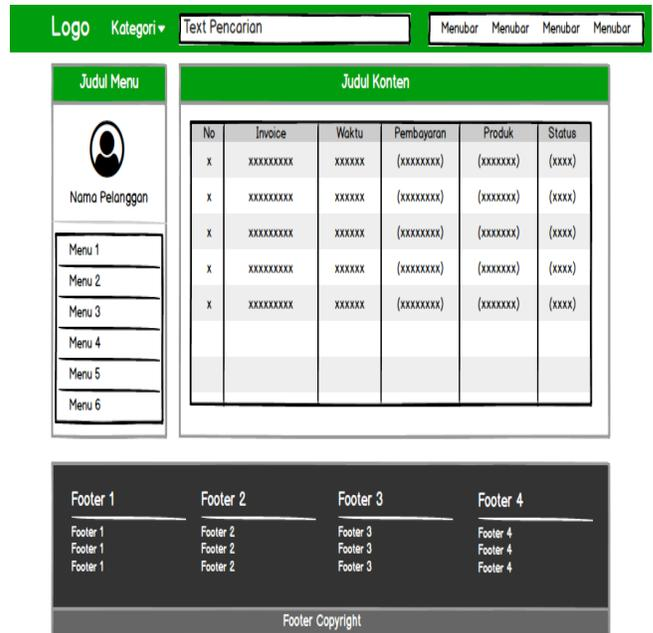 Logo Kategori Text Pencarian Menubar Menubar Menubar Menubar
Judul Menu
Nama Pelanggan
Menu 1
Menu 2
Menu 3
Menu 4
Menu 5
Menu 6
Judul Konten
No Invoice Waktu Pembayaran Produk Status
x xxxxxxxxx xxxxxx (xxxxxxxx) (xxxxxxx) (xxxx)
x xxxxxxxxx xxxxxx (xxxxxxxx) (xxxxxxx) (xxxx)
x xxxxxxxxx xxxxxx (xxxxxxxx) (xxxxxxx) (xxxx)
x xxxxxxxxx xxxxxx (xxxxxxxx) (xxxxxxx) (xxxx)
x xxxxxxxxx xxxxxx (xxxxxxxx) (xxxxxxx) (xxxx)
Footer 1
Footer 1
Footer 1
Footer 1
Footer 2
Footer 2
Footer 2
Footer 2
Footer 3
Footer 3
Footer 3
Footer 3
Footer 4
Footer 4
Footer 4
Footer 4
Footer Copyright